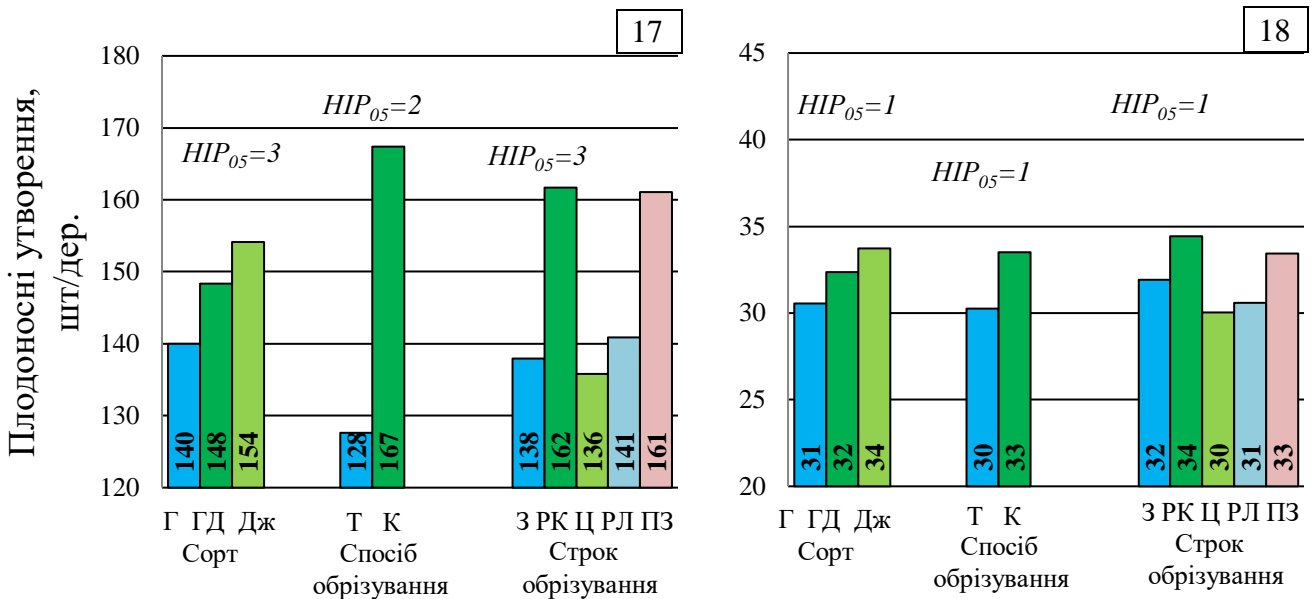 Плодоносні утворення,
шт/дер.
17
180
170
160
150
140
130
120
НІР05=3
НІР05=2
НІР05=3
140
148
154
128
167
138
162
136
141
161
Г ГД Дж
Сорт
Т К
Спосіб
обрізування
З РК Ц РЛ ПЗ
Строк
обрізування
18
45
40
35
30
25
20
НІР05=1
НІР05=1
НІР05=1
31
32
34
30
33
32
34
30
31
33
Г ГД Дж
Сорт
Т К
Спосіб
обрізування
З РК Ц РЛ ПЗ
Строк
обрізування